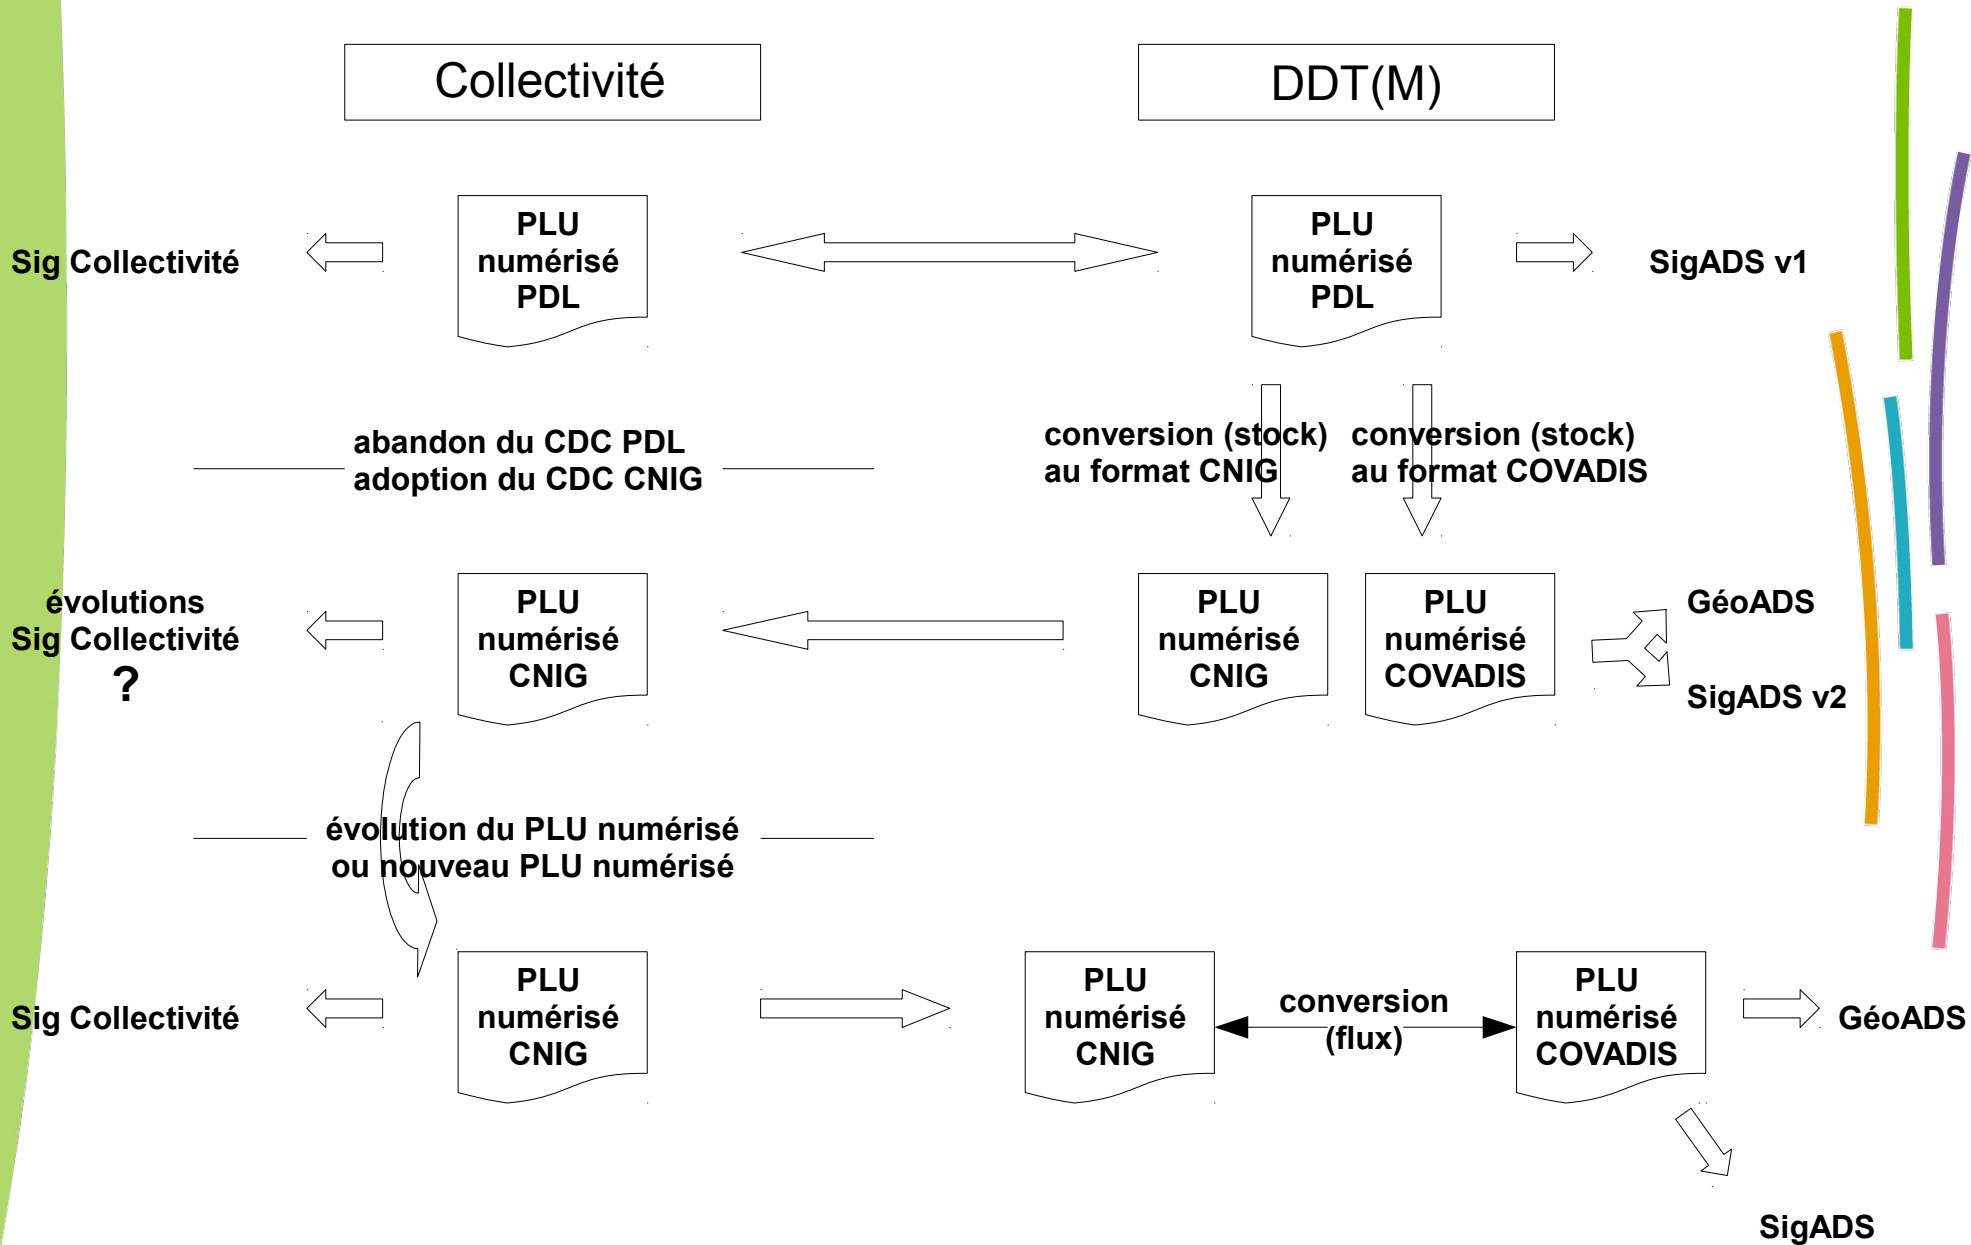 Collectivité
DDT(M)
Sig Collectivité
PLU
numérisé
PDL
PLU
numérisé
PDL
SigADS v1
abandon du CDC PDL
adoption du CDC CNIG
conversion (stock)
au format CNIG
conversion (stock)
au format COVADIS
évolutions
Sig Collectivité
?
PLU
numérisé
CNIG
PLU
numérisé
CNIG
PLU
numérisé
COVADIS
GéoADS
SigADS v2
évolution du PLU numérisé
ou nouveau PLU numérisé
Sig Collectivité
PLU
numérisé
CNIG
PLU
numérisé
CNIG
conversion
(flux)
PLU
numérisé
COVADIS
GéoADS
SigADS